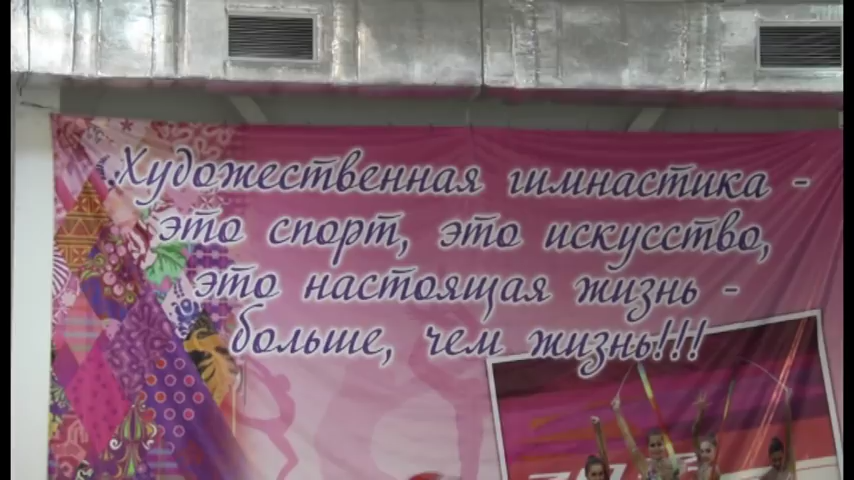 Художественная гимнастика -
это спорт, это искусство,
это настоящая жизнь -
больше, чем жизнь!!!